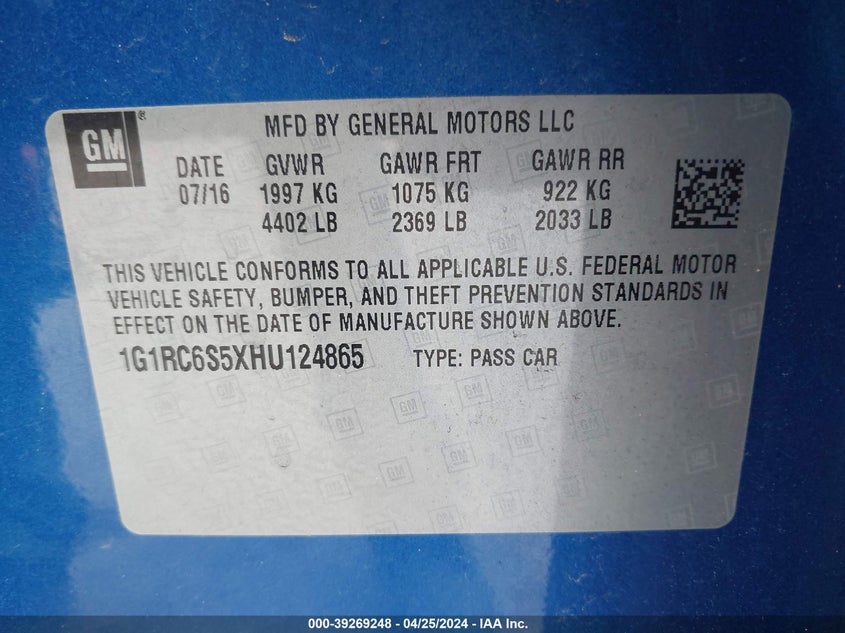 GM ®
MFD BY GENERAL MOTORS LLC
DATE GVWR GAWR FRT GAWR RR
07/16 1997 KG 1075 KG 922 KG
4402 LB 2369 LB 2033 LB
THIS VEHICLE CONFORMS TO ALL APPLICABLE U.S. FEDERAL MOTOR
VEHICLE SAFETY, BUMPER, AND THEFT PREVENTION STANDARDS IN
EFFECT ON THE DATE OF MANUFACTURE SHOWN ABOVE.
1G1RC6S5XHU124865 TYPE: PASS CAR
000-39269248 - 04/25/2024 - IAA Inc.